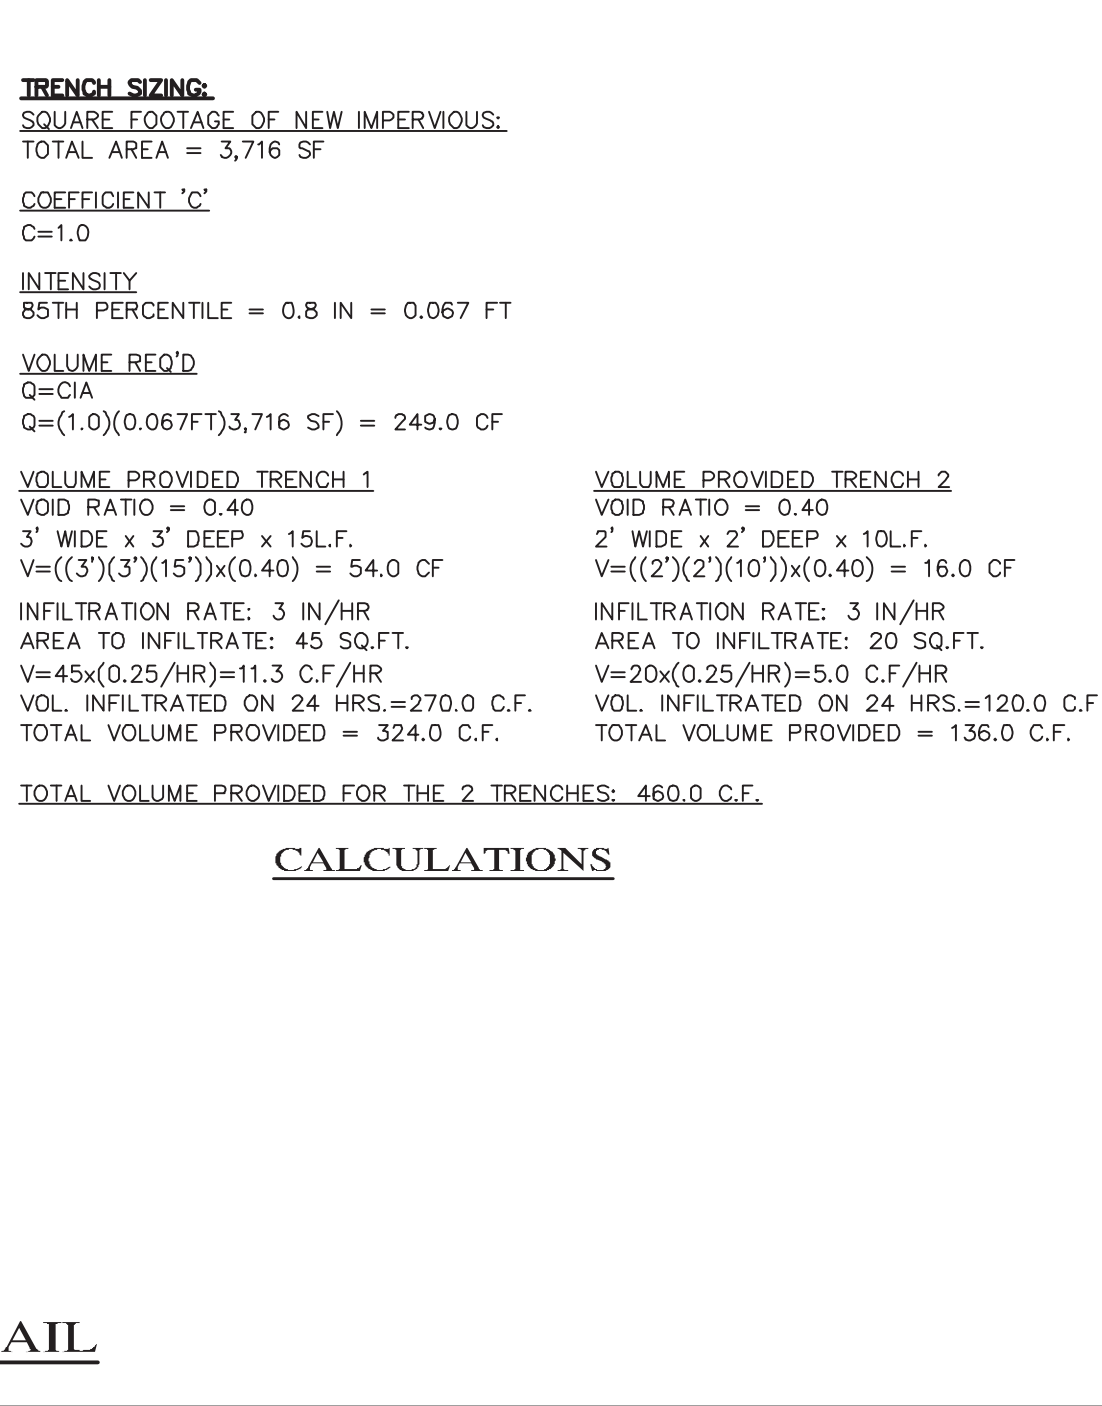 TRENCH SIZING:
SQUARE FOOTAGE OF NEW IMPERVIOUS:
TOTAL AREA = 3,716 SF
COEFFICIENT 'C'
C=1.0
INTENSITY
85TH PERCENTILE = 0.8 IN = 0.067 FT
VOLUME REQ'D
Q=CIA
Q=(1.0)(0.067FT)3,716 SF) = 249.0 CF
VOLUME PROVIDED TRENCH 1
VOID RATIO = 0.40
3' WIDE x 3' DEEP x 15L.F.
V=((3')(3')(15'))x(0.40) = 54.0 CF
INFILTRATION RATE: 3 IN/HR
AREA TO INFILTRATE: 45 SQ.FT.
V=45x(0.25/HR)=11.3 C.F/HR
VOL. INFILTRATED ON 24 HRS.=270.0 C.F.
TOTAL VOLUME PROVIDED = 324.0 C.F.
VOLUME PROVIDED TRENCH 2
VOID RATIO = 0.40
2' WIDE x 2' DEEP x 10L.F.
V=((2')(2')(10'))x(0.40) = 16.0 CF
INFILTRATION RATE: 3 IN/HR
AREA TO INFILTRATE: 20 SQ.FT.
V=20x(0.25/HR)=5.0 C.F/HR
VOL. INFILTRATED ON 24 HRS.=120.0 C.F
TOTAL VOLUME PROVIDED = 136.0 C.F.
TOTAL VOLUME PROVIDED FOR THE 2 TRENCHES: 460.0 C.F.
CALCULATIONS
AIL